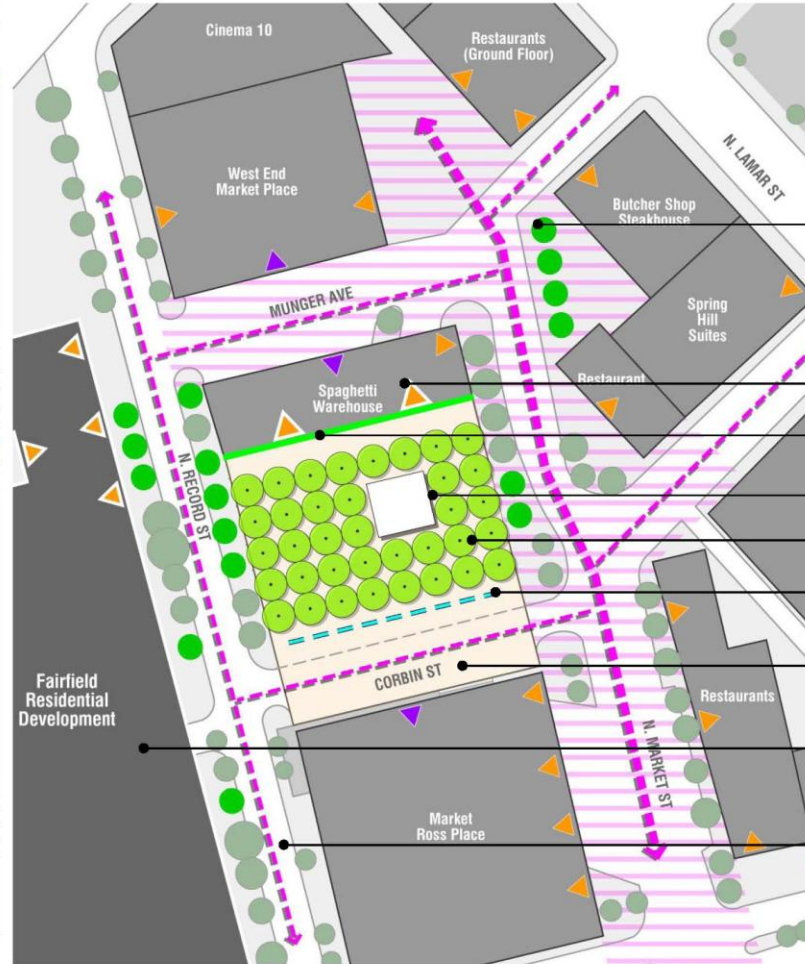 Cinema 10
Restaurants
(Ground Floor)
N. LAMAR ST
West End
Market Place
Butcher Shop
Steakhouse
MUNGER AVE
Spring
Hill
Suites
Restaurant
Spaghetti
Warehouse
N. RECORD ST
Fairfield
Residential
Development
CORBIN ST
Restaurants
N. MARKET ST
Market
Ross Place